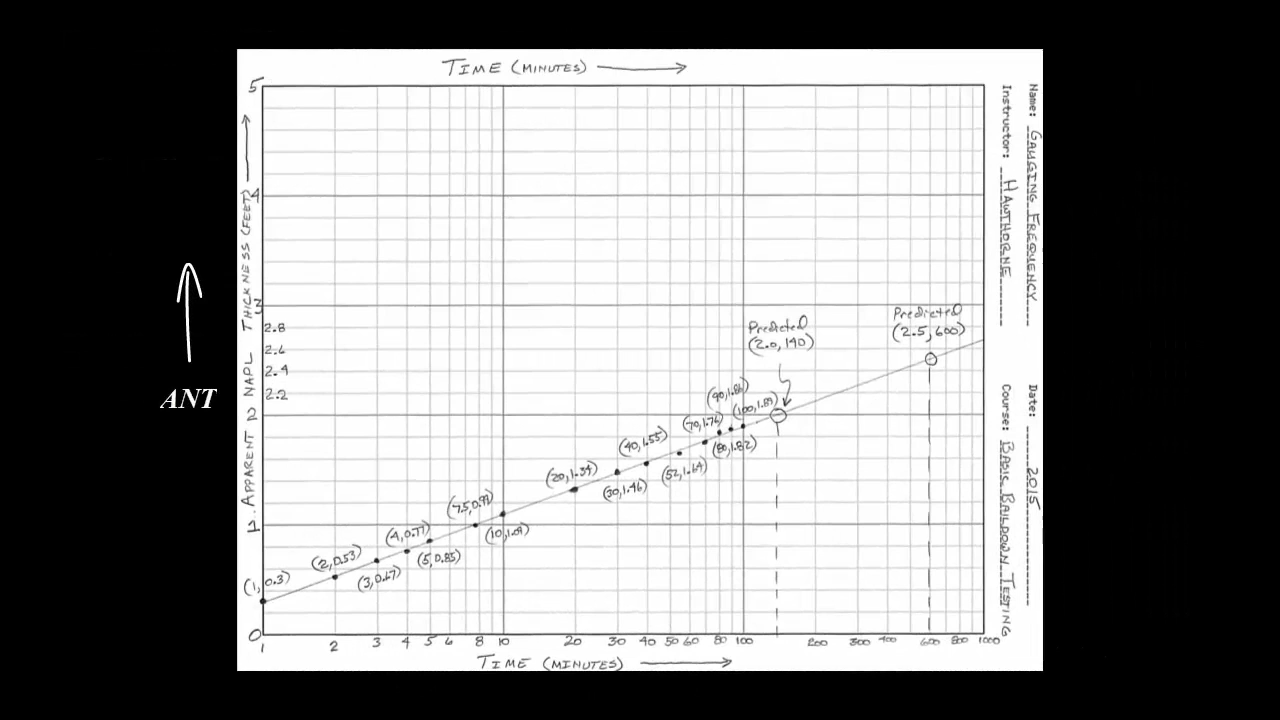 TIME (MINUTES)
5
4
3
2.8
2.6
2.4
2.2
2
1
0
APPARENT NAPL THICKNESS (FEET)
ANT
Predicted
(2.0, 140)
Predicted
(2.5, 600)
(1, 0.3)
(2, 0.53)
(3, 0.67)
(4, 0.77)
(5, 0.85)
(7.5, 0.99)
(10, 1.09)
(20, 1.34)
(30, 1.46)
(40, 1.55)
(52, 1.64)
(70, 1.76)
(80, 1.82)
(90, 1.86)
(100, 1.89)
1 2 3 4 5 6 8 10 20 30 40 50 60 80 100 200 300 400 600 800 1000
TIME (MINUTES)
Name: GAUGING FREQUENCY
Instructor: HAWTHORNE
Date: 2015
Course: BASIC BAILDOWN TESTING